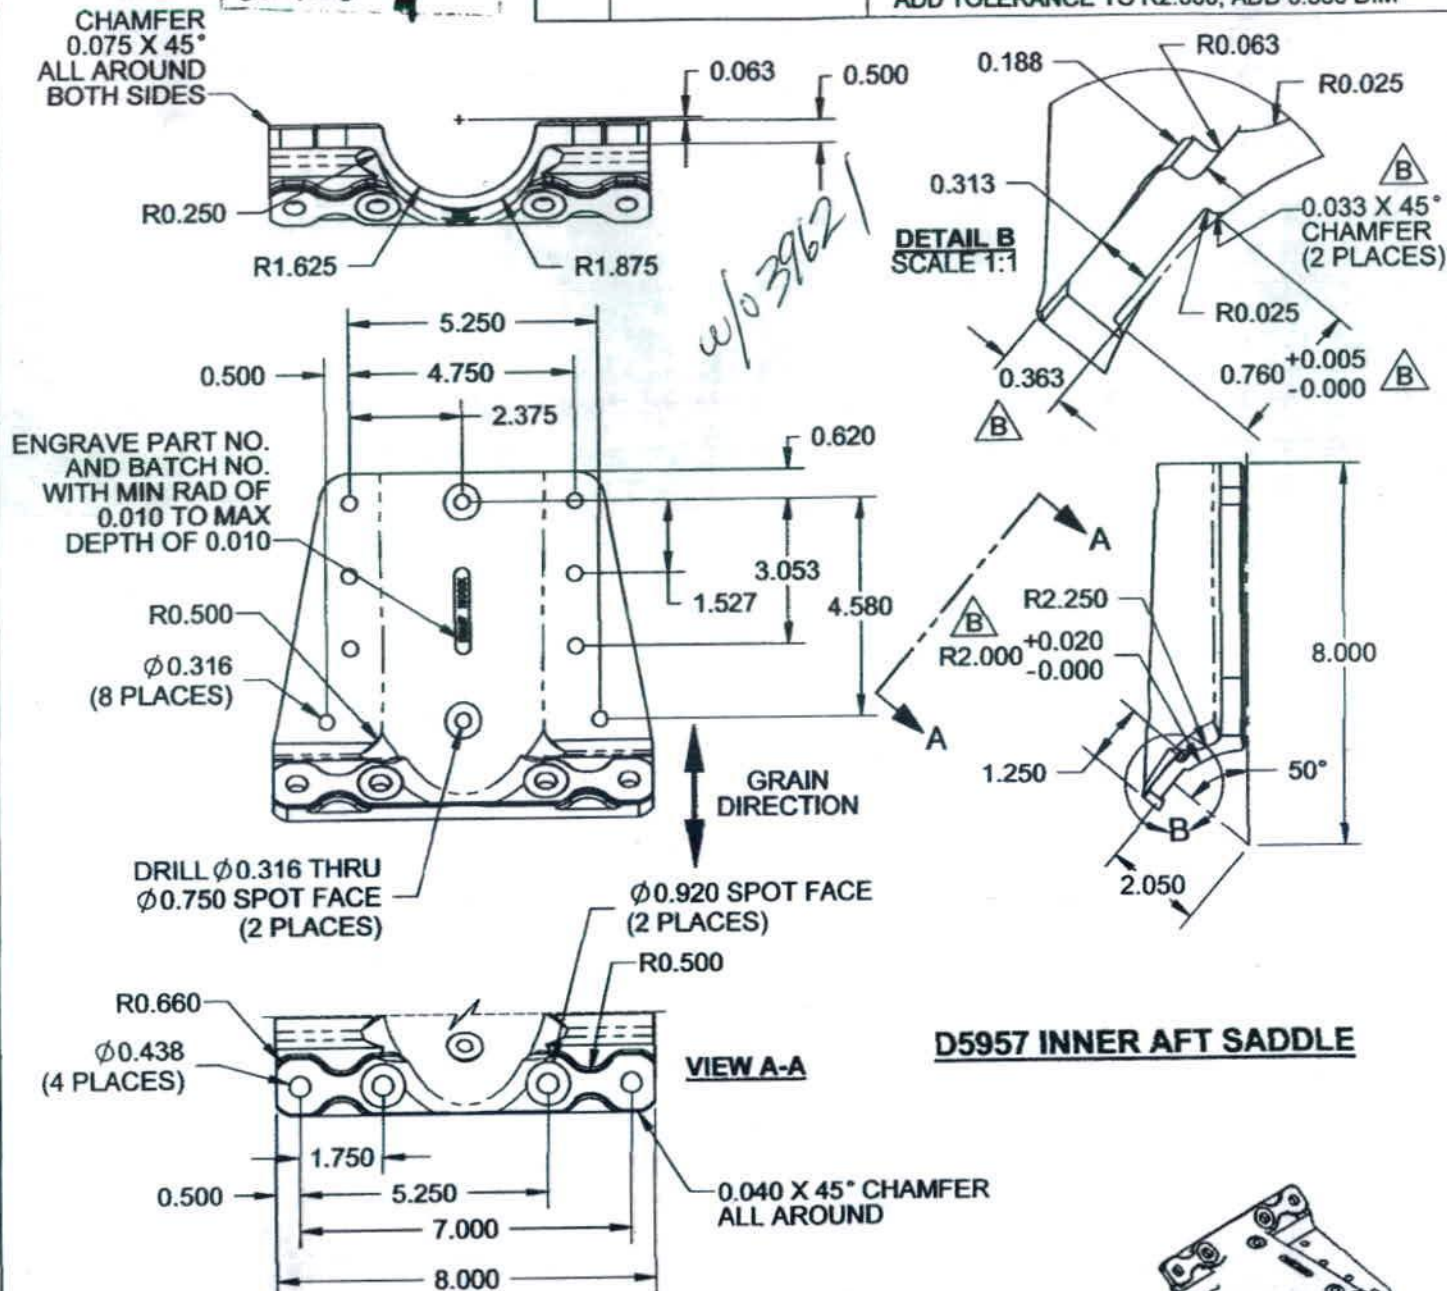 ADD TOLERANCE TO R2.000, ADD 0.500 DIM
CHAMFER
0.075 X 45°
ALL AROUND
BOTH SIDES
0.063
0.500
R0.250
R1.625
R1.875
w/o 39621
0.188
R0.063
R0.025
0.313
B
0.033 X 45°
CHAMFER
(2 PLACES)
DETAIL B
SCALE 1:1
R0.025
0.363
B
0.760 +0.005
-0.000
B
5.250
0.500
4.750
2.375
0.620
ENGRAVE PART NO.
AND BATCH NO.
WITH MIN RAD OF
0.010 TO MAX
DEPTH OF 0.010
3.053
1.527
4.580
R0.500
Ø0.316
(8 PLACES)
A
A
R2.250
B
R2.000 +0.020
-0.000
8.000
1.250
50°
B
2.050
GRAIN
DIRECTION
DRILL Ø0.316 THRU
Ø0.750 SPOT FACE
(2 PLACES)
Ø0.920 SPOT FACE
(2 PLACES)
R0.500
R0.660
Ø0.438
(4 PLACES)
VIEW A-A
D5957 INNER AFT SADDLE
1.750
0.500
5.250
7.000
8.000
0.040 X 45° CHAMFER
ALL AROUND